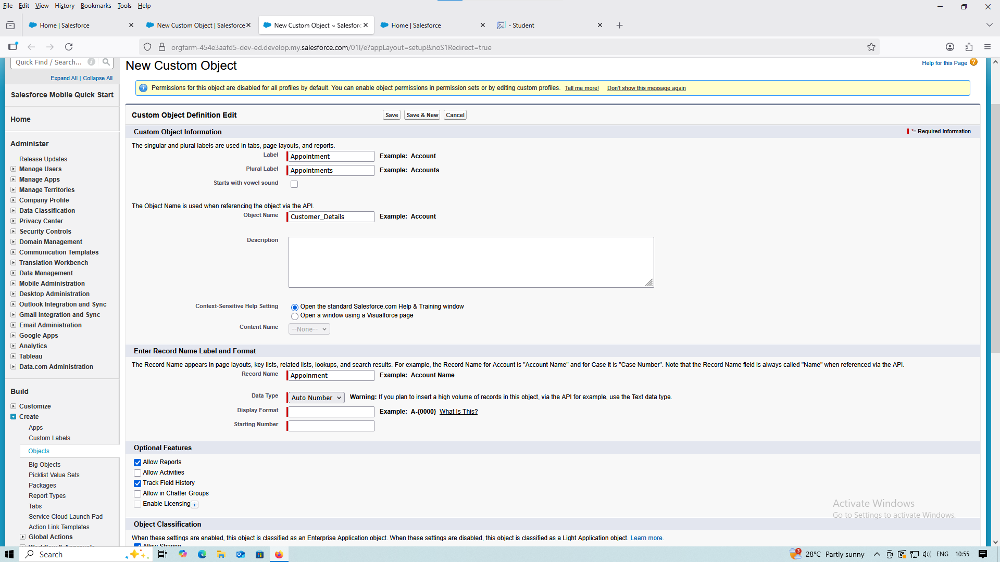 File Edit View History Bookmarks Tools Help
Home | Salesforce
New Custom Object | Salesforce
New Custom Object ~ Salesforc
Home | Salesforce
- Student
orgfarm-454e3aafd5-dev-ed.develop.my.salesforce.com/01I/e?appLayout=setup&noS1Redirect=true
Quick Find / Search...
Expand All | Collapse All
Salesforce Mobile Quick Start
Home
Administer
Release Updates
Manage Users
Manage Apps
Manage Territories
Company Profile
Data Classification
Privacy Center
Security Controls
Domain Management
Communication Templates
Translation Workbench
Data Management
Mobile Administration
Desktop Administration
Outlook Integration and Sync
Gmail Integration and Sync
Email Administration
Google Apps
Analytics
Tableau
Data.com Administration
Build
Customize
Create
Apps
Custom Labels
Objects
Big Objects
Picklist Value Sets
Packages
Report Types
Tabs
Service Cloud Launch Pad
Action Link Templates
Global Actions
Workflow & Approvals
New Custom Object
Help for this Page ?
Permissions for this object are disabled for all profiles by default. You can enable object permissions in permission sets or by editing custom profiles. Tell me more! Don't show this message again
Custom Object Definition Edit Save Save & New Cancel
Custom Object Information
*= Required Information
The singular and plural labels are used in tabs, page layouts, and reports.
Label Appointment Example: Account
Plural Label Appointments Example: Accounts
Starts with vowel sound
The Object Name is used when referencing the object via the API.
Object Name Customer_Details Example: Account
Description
Context-Sensitive Help Setting Open the standard Salesforce.com Help & Training window
Open a window using a Visualforce page
Content Name --None--
Enter Record Name Label and Format
The Record Name appears in page layouts, key lists, related lists, lookups, and search results. For example, the Record Name for Account is "Account Name" and for Case it is "Case Number". Note that the Record Name field is always called "Name" when referenced via the API.
Record Name Appoinment Example: Account Name
Data Type Auto Number Warning: If you plan to insert a high volume of records in this object, via the API for example, use the Text data type.
Display Format Example: A-{0000} What Is This?
Starting Number
Optional Features
Allow Reports
Allow Activities
Track Field History
Allow in Chatter Groups
Enable Licensing i
Object Classification
When these settings are enabled, this object is classified as an Enterprise Application object. When these settings are disabled, this object is classified as a Light Application object. Learn more.
Allow Sharing
Activate Windows
Go to Settings to activate Windows.
Search
3
28°C Partly sunny
ENG
10:55